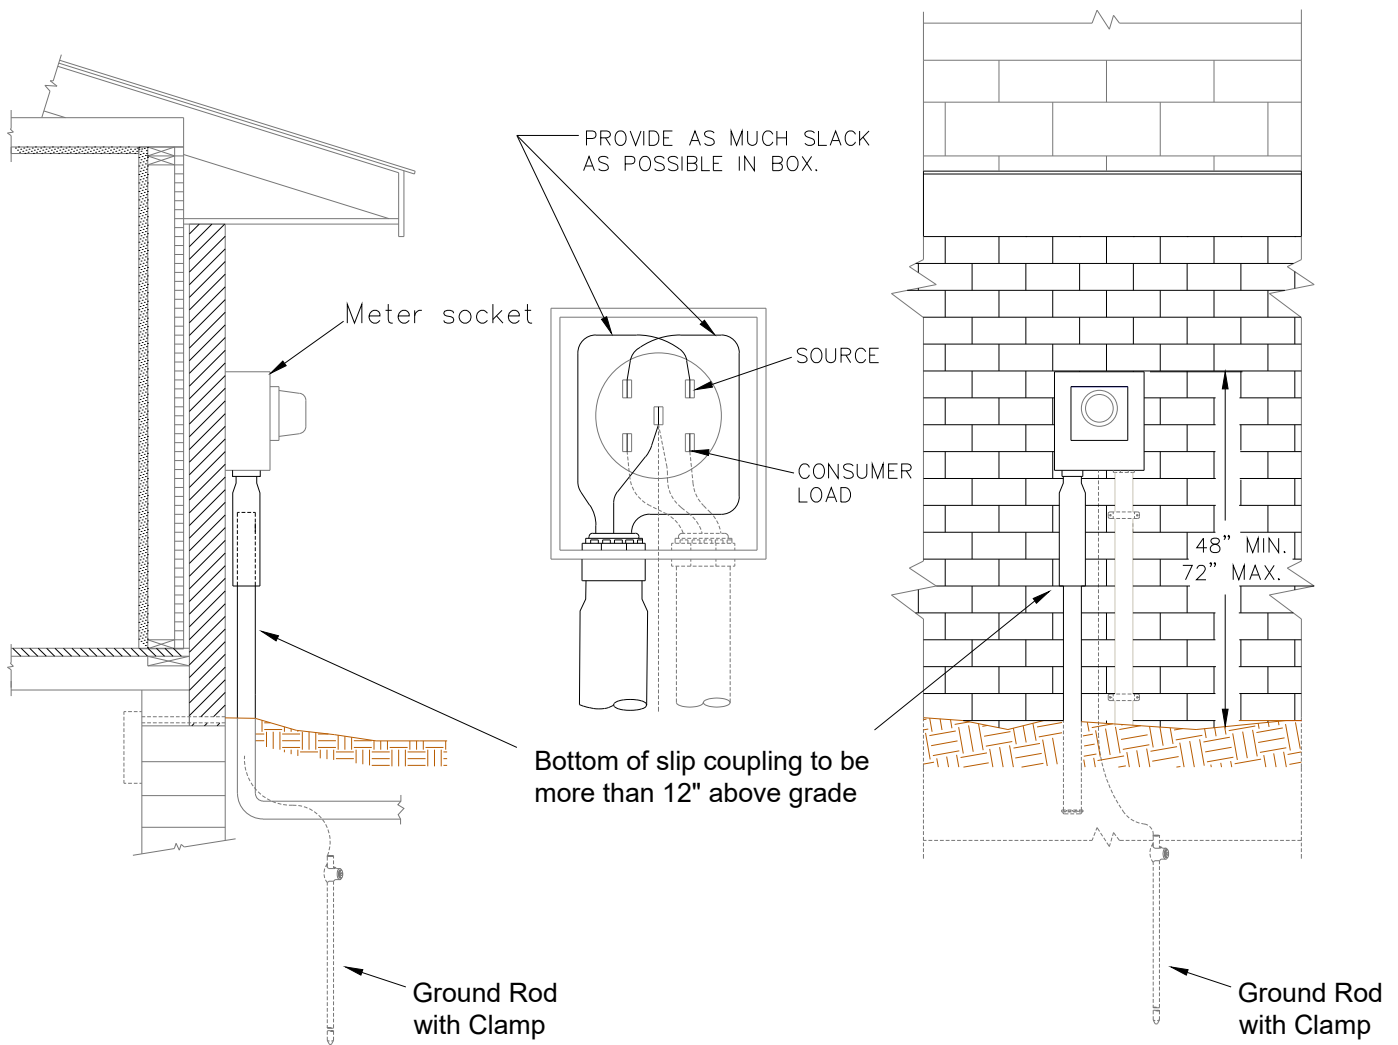 PROVIDE AS MUCH SLACK
AS POSSIBLE IN BOX.
Meter socket
SOURCE
CONSUMER
LOAD
48” MIN.
72” MAX.
Bottom of slip coupling to be
more than 12" above grade
Ground Rod
with Clamp
Ground Rod
with Clamp